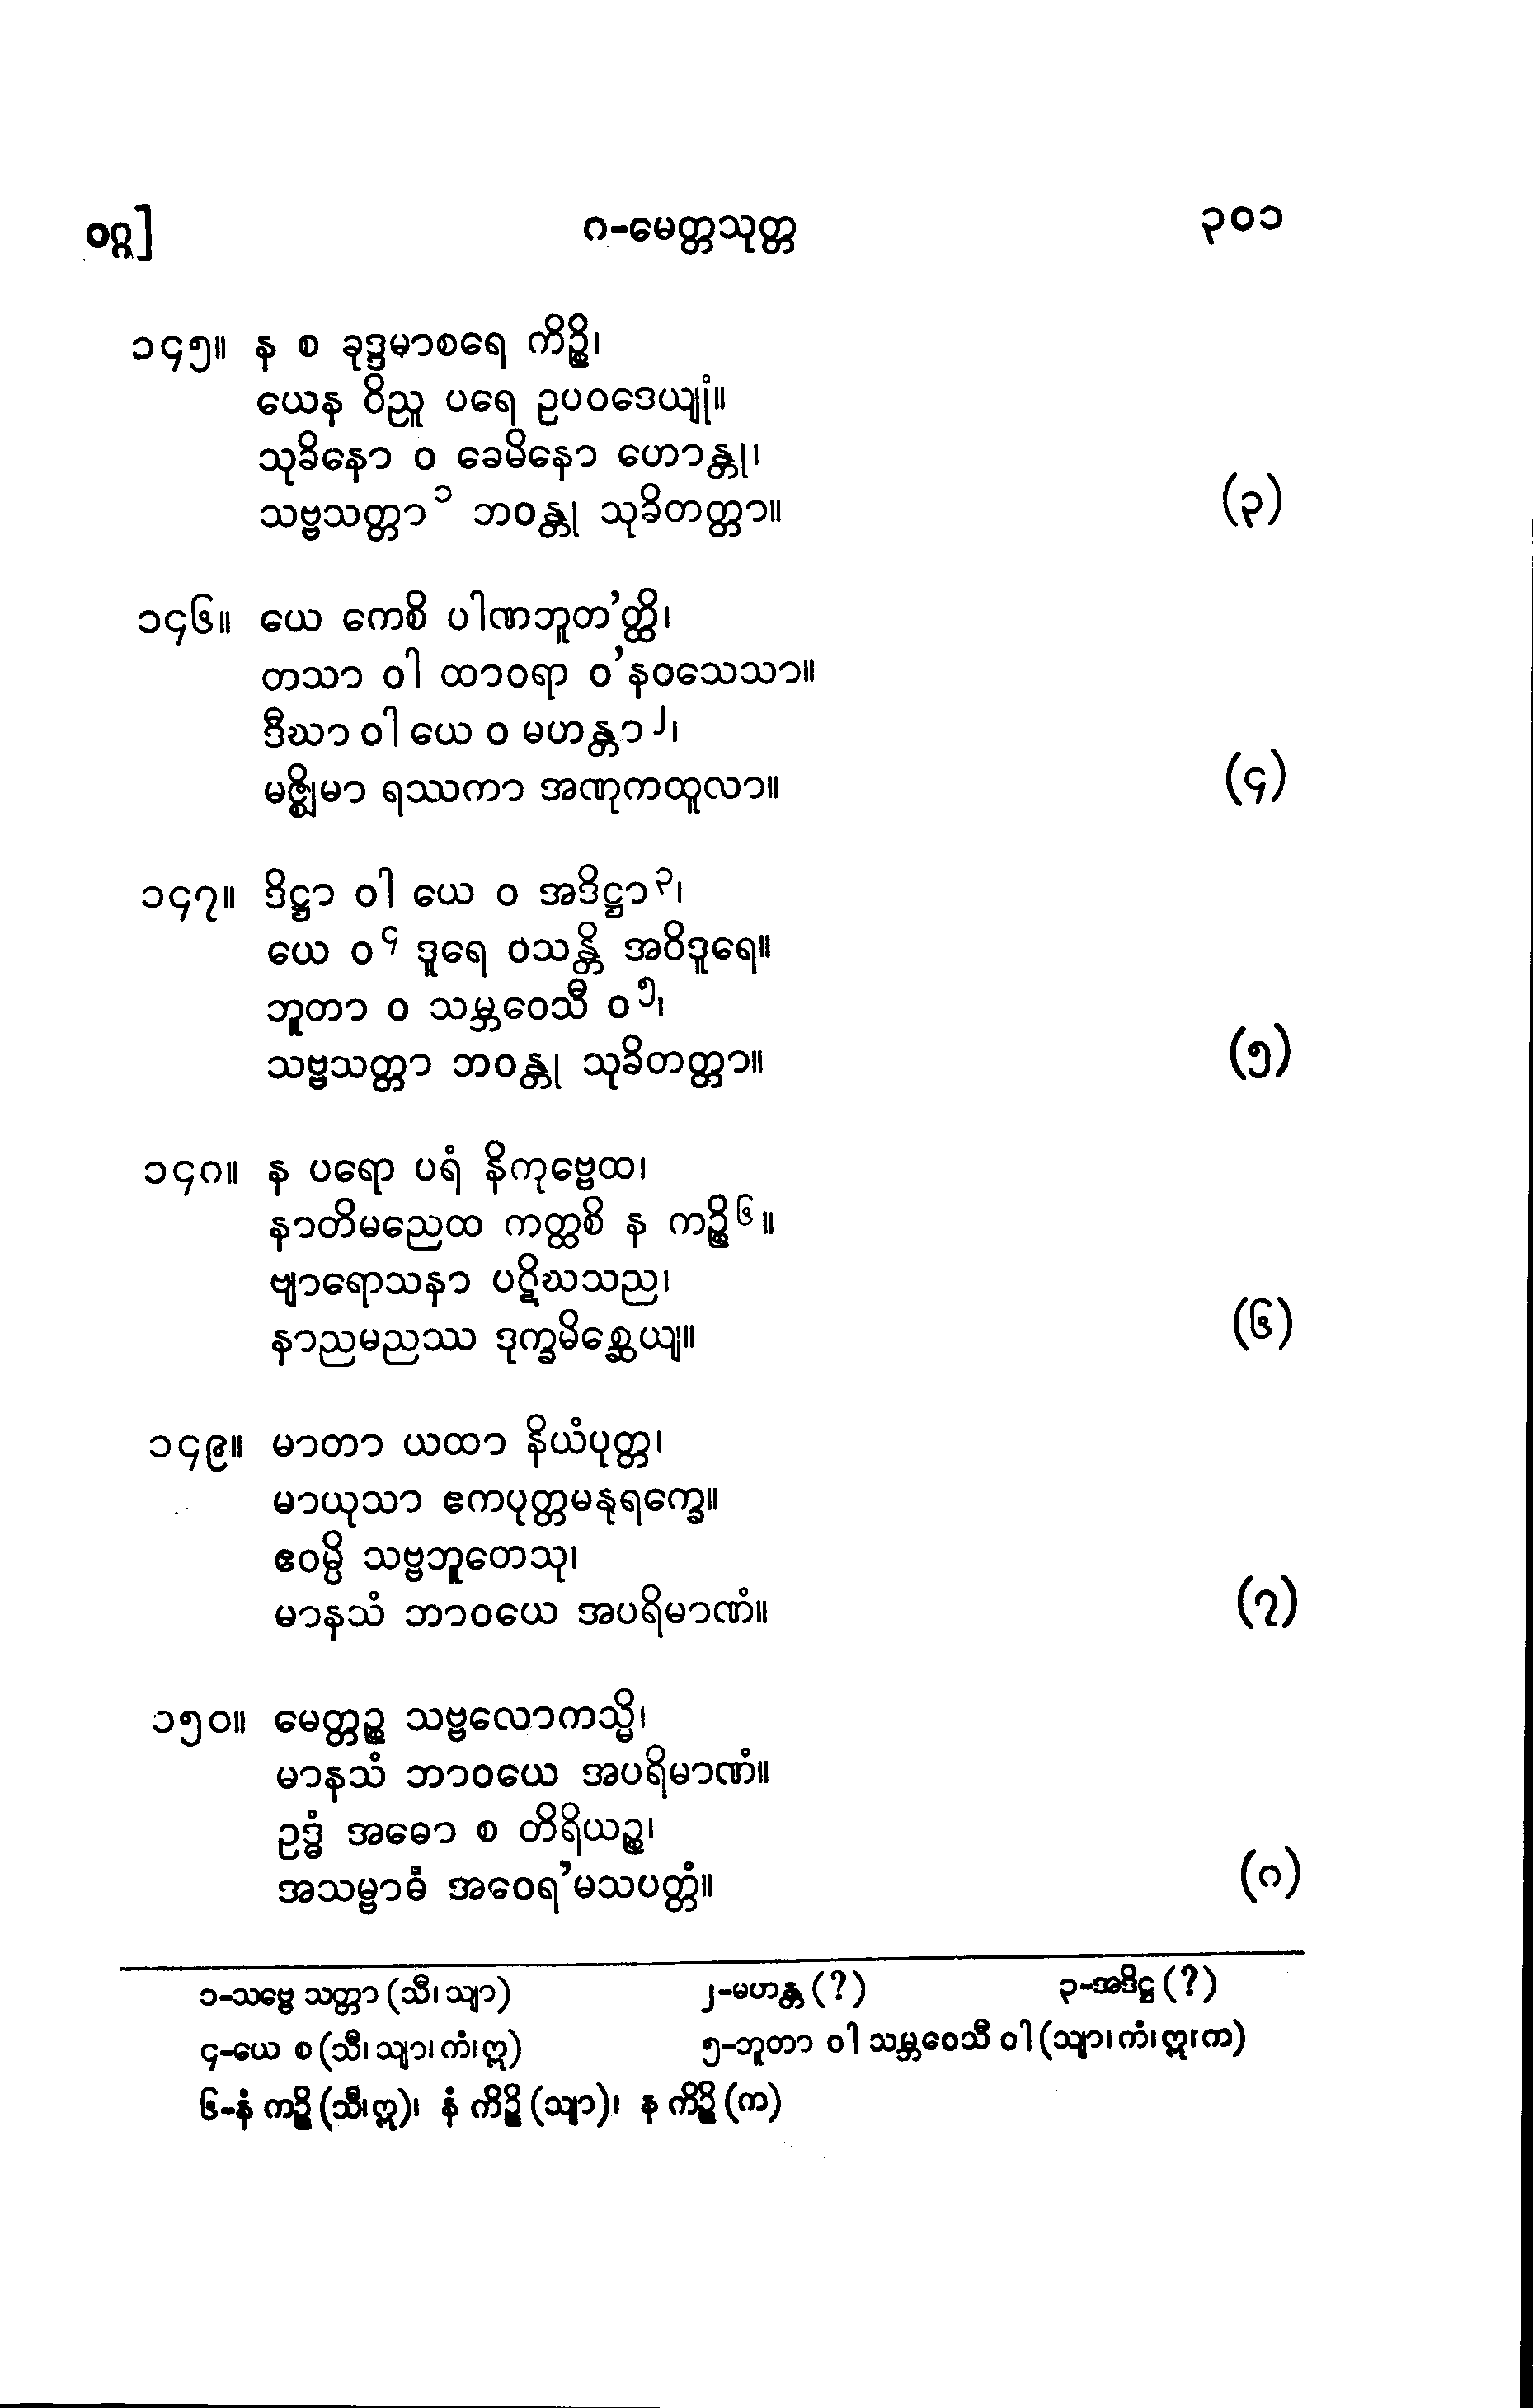 ဝဂ္ဂ] ၈-မေတ္တသုတ္တ ၃၀၁
၁၄၅။ န စ ခုဒ္ဒမာစရေ ကိဉ္စိ၊
ယေန ဝိညူ ပရေ ဥပဝဒေယျုံ။
သုခိနော ဝ ခေမိနော ဟောန္တု၊
သဗ္ဗသတ္တာ၁ ဘဝန္တု သုခိတတ္တာ။ (၃)
၁၄၆။ ယေ ကေစိ ပါဏဘူတ’တ္ထိ၊
တသာ ဝါ ထာဝရာ ဝ’နဝသေသာ။
ဒီဃာ ဝါ ယေ ဝ မဟန္တာ၂၊
မဇ္ဈိမာ ရဿကာ အဏုကထူလာ။ (၄)
၁၄၇။ ဒိဋ္ဌာ ဝါ ယေ ဝ အဒိဋ္ဌာ၃၊
ယေ ဝ၄ ဒူရေ ဝသန္တိ အဝိဒူရေ။
ဘူတာ ဝ သမ္ဘဝေသီ ဝ၅၊
သဗ္ဗသတ္တာ ဘဝန္တု သုခိတတ္တာ။ (၅)
၁၄၈။ န ပရော ပရံ နိကုဗ္ဗေထ၊
နာတိမညေထ ကတ္ထစိ န ကဉ္စိ၆။
ဗျာရောသနာ ပဋိဃသည၊
နာညမညဿ ဒုက္ခမိစ္ဆေယျ။ (၆)
၁၄၉။ မာတာ ယထာ နိယံပုတ္တ၊
မာယုသာ ဧကပုတ္တမနုရက္ခေ။
ဧဝမ္ပိ သဗ္ဗဘူတေသု၊
မာနသံ ဘာဝယေ အပရိမာဏံ။ (၇)
၁၅၀။ မေတ္တဉ္စ သဗ္ဗလောကသ္မိ၊
မာနသံ ဘာဝယေ အပရိမာဏံ။
ဥဒ္ဓံ အဓော စ တိရိယဉ္စ၊
အသမ္ဗာဓံ အဝေရ’မသပတ္တံ။ (၈)
၁-သဗ္ဗေ သတ္တာ (သီ၊ သျာ) ၂-မဟန္တ (?) ၃-အဒိဋ္ဌ (?)
၄-ယေ စ (သီ၊ သျာ၊ ကံ၊ ဣ) ၅-ဘူတာ ဝါ သမ္ဘဝေသီ ဝါ (သျာ၊ ကံ၊ ဣ၊ က)
၆-နံ ကဉ္စိ (သီ၊ ဣ)၊ နံ ကိဉ္စိ (သျာ)၊ န ကိဉ္စိ (က)